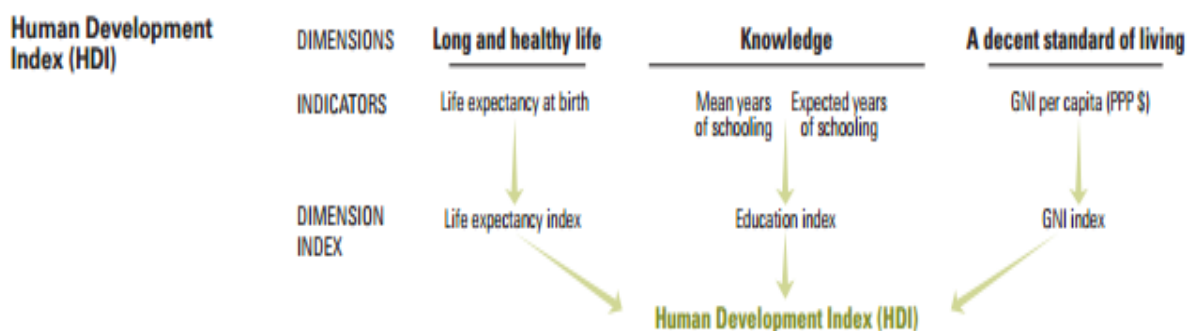 Human Development
Index (HDI)
DIMENSIONS Long and healthy life Knowledge A decent standard of living
INDICATORS Life expectancy at birth Mean years Expected years GNI per capita (PPP $)
of schooling of schooling
DIMENSION Life expectancy index Education index GNI index
INDEX
Human Development Index (HDI)